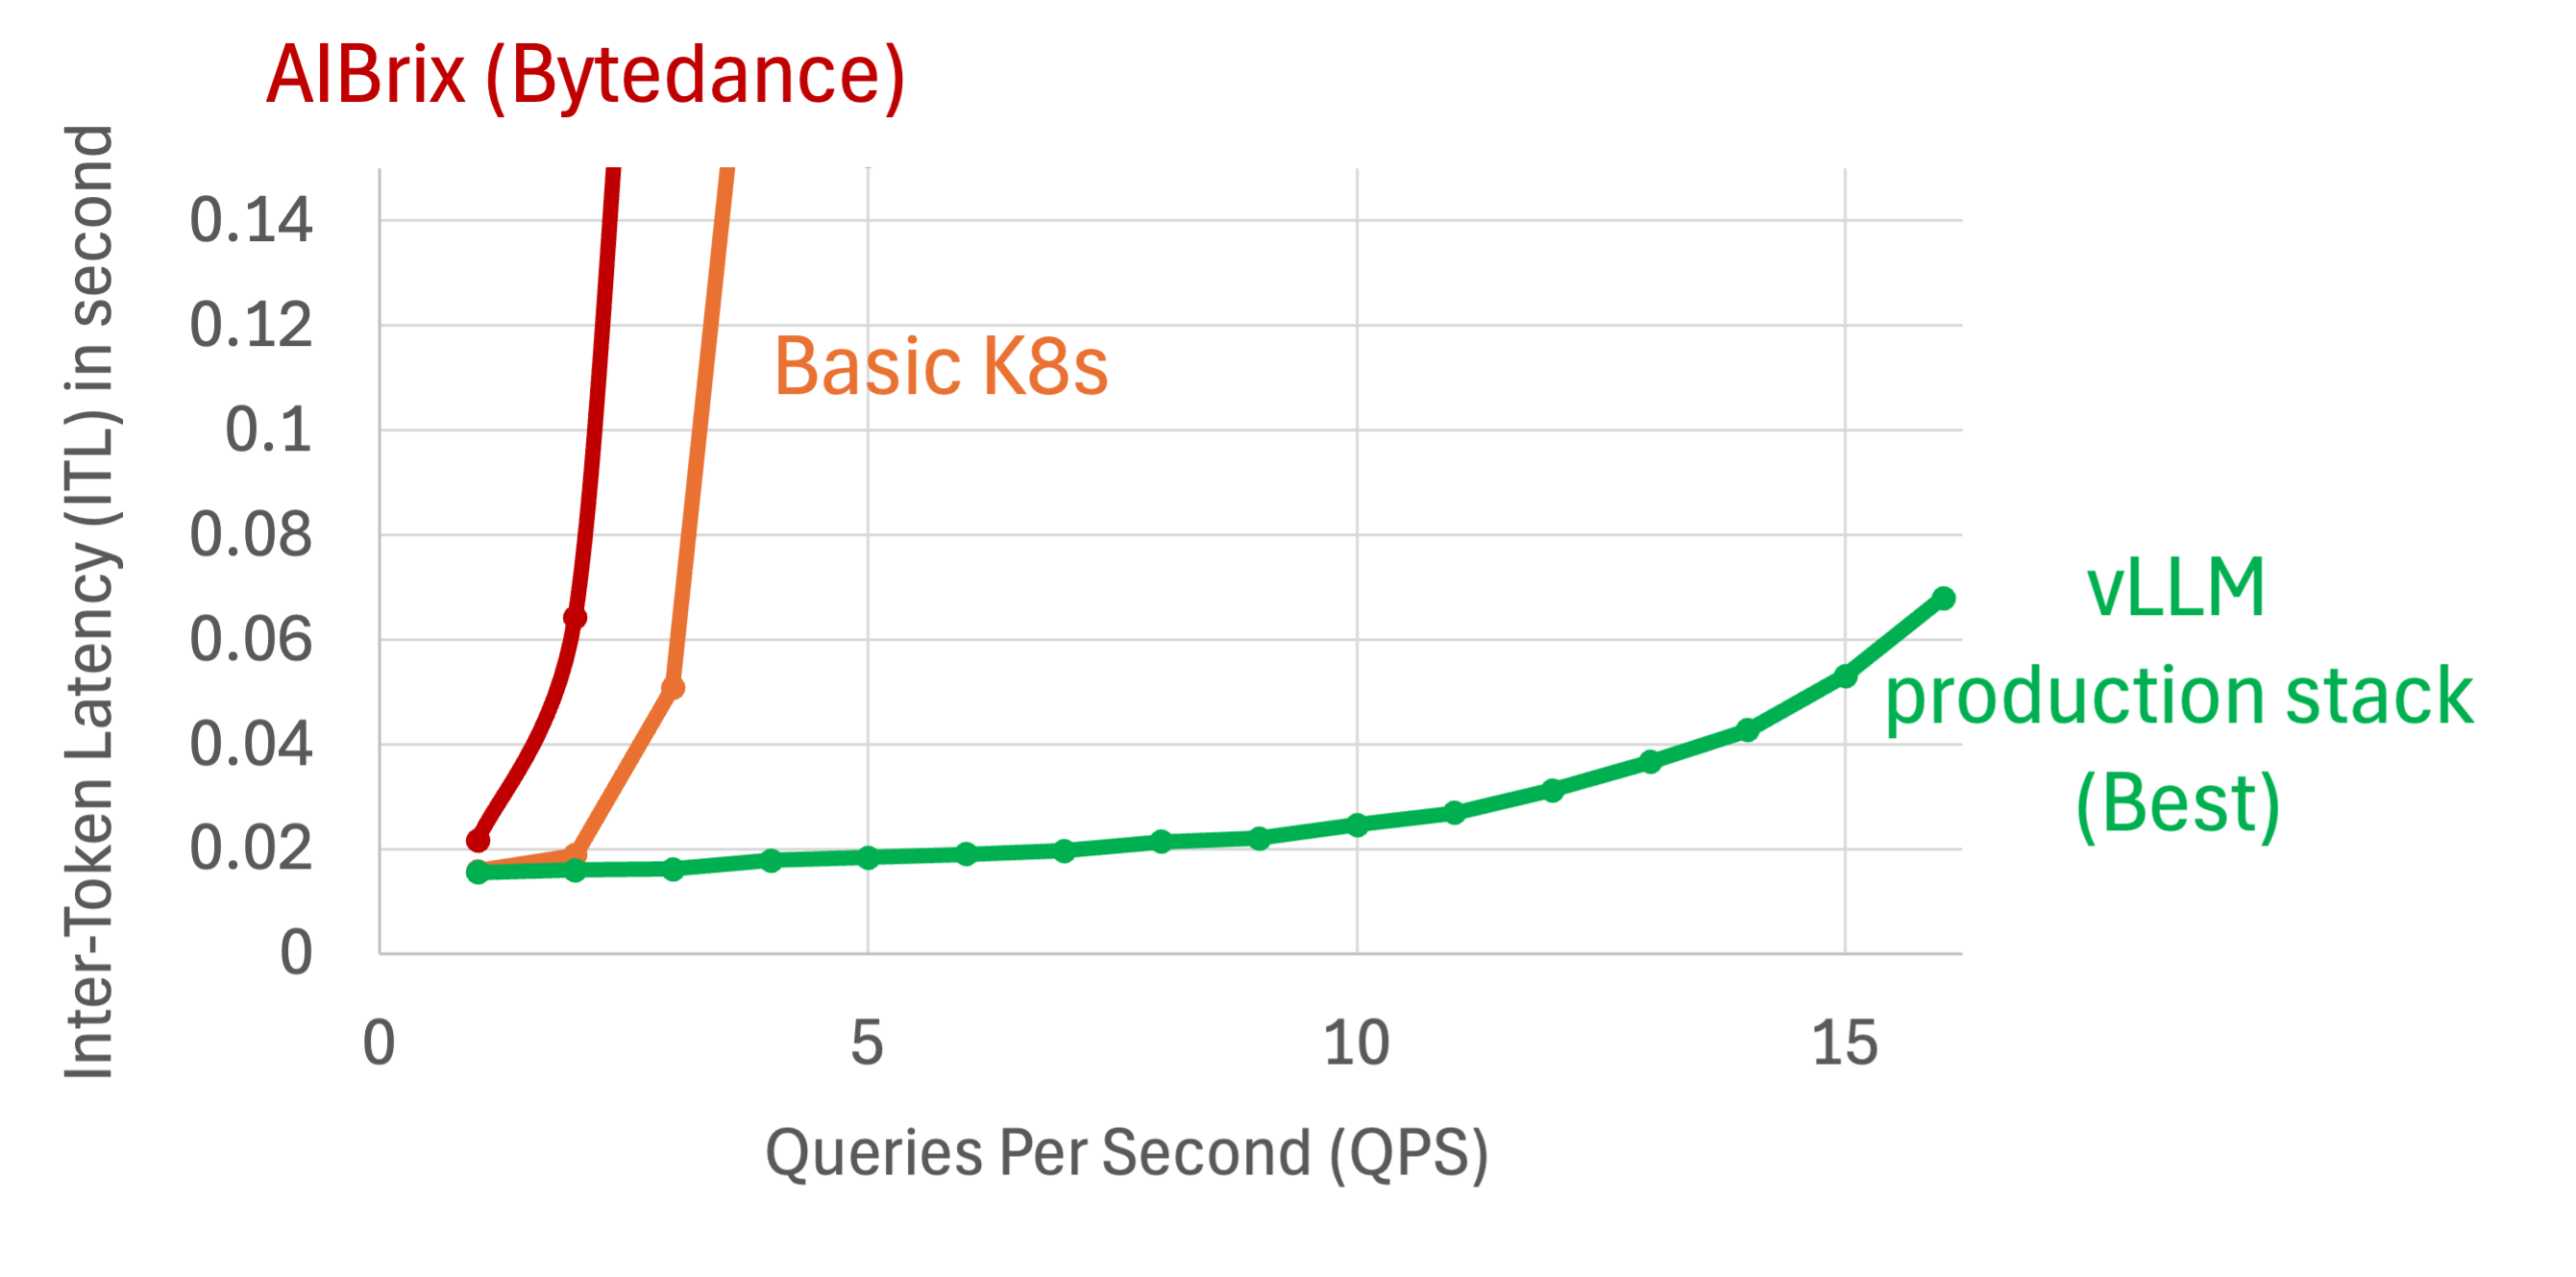 AIBrix (Bytedance)
Inter-Token Latency (ITL) in second
0.14
0.12
0.1
0.08
0.06
0.04
0.02
0
Basic K8s
vLLM
production stack
(Best)
0
5
10
15
Queries Per Second (QPS)